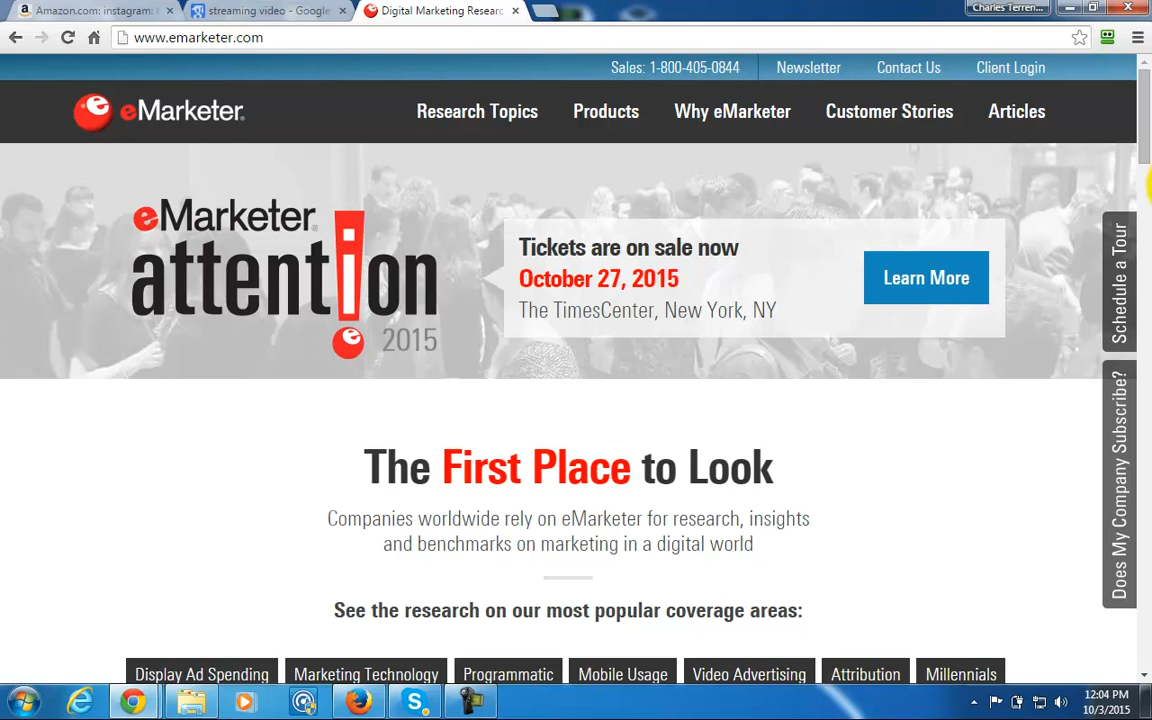 Amazon.com: instagram:
streaming video - Google
Digital Marketing Researc
Charles Terren...
www.emarketer.com
Sales: 1-800-405-0844
Newsletter
Contact Us
Client Login
eMarketer.
Research Topics
Products
Why eMarketer
Customer Stories
Articles
eMarketer
attent!on
2015
Tickets are on sale now
October 27, 2015
The TimesCenter, New York, NY
Learn More
Schedule a Tour
Does My Company Subscribe?
The First Place to Look
Companies worldwide rely on eMarketer for research, insights
and benchmarks on marketing in a digital world
See the research on our most popular coverage areas:
Display Ad Spending
Marketing Technology
Programmatic
Mobile Usage
Video Advertising
Attribution
Millennials
12:04 PM
10/3/2015